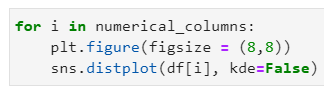 for i in numerical_columns:
    plt.figure(figsize = (8,8))
    sns.distplot(df[i], kde=False)